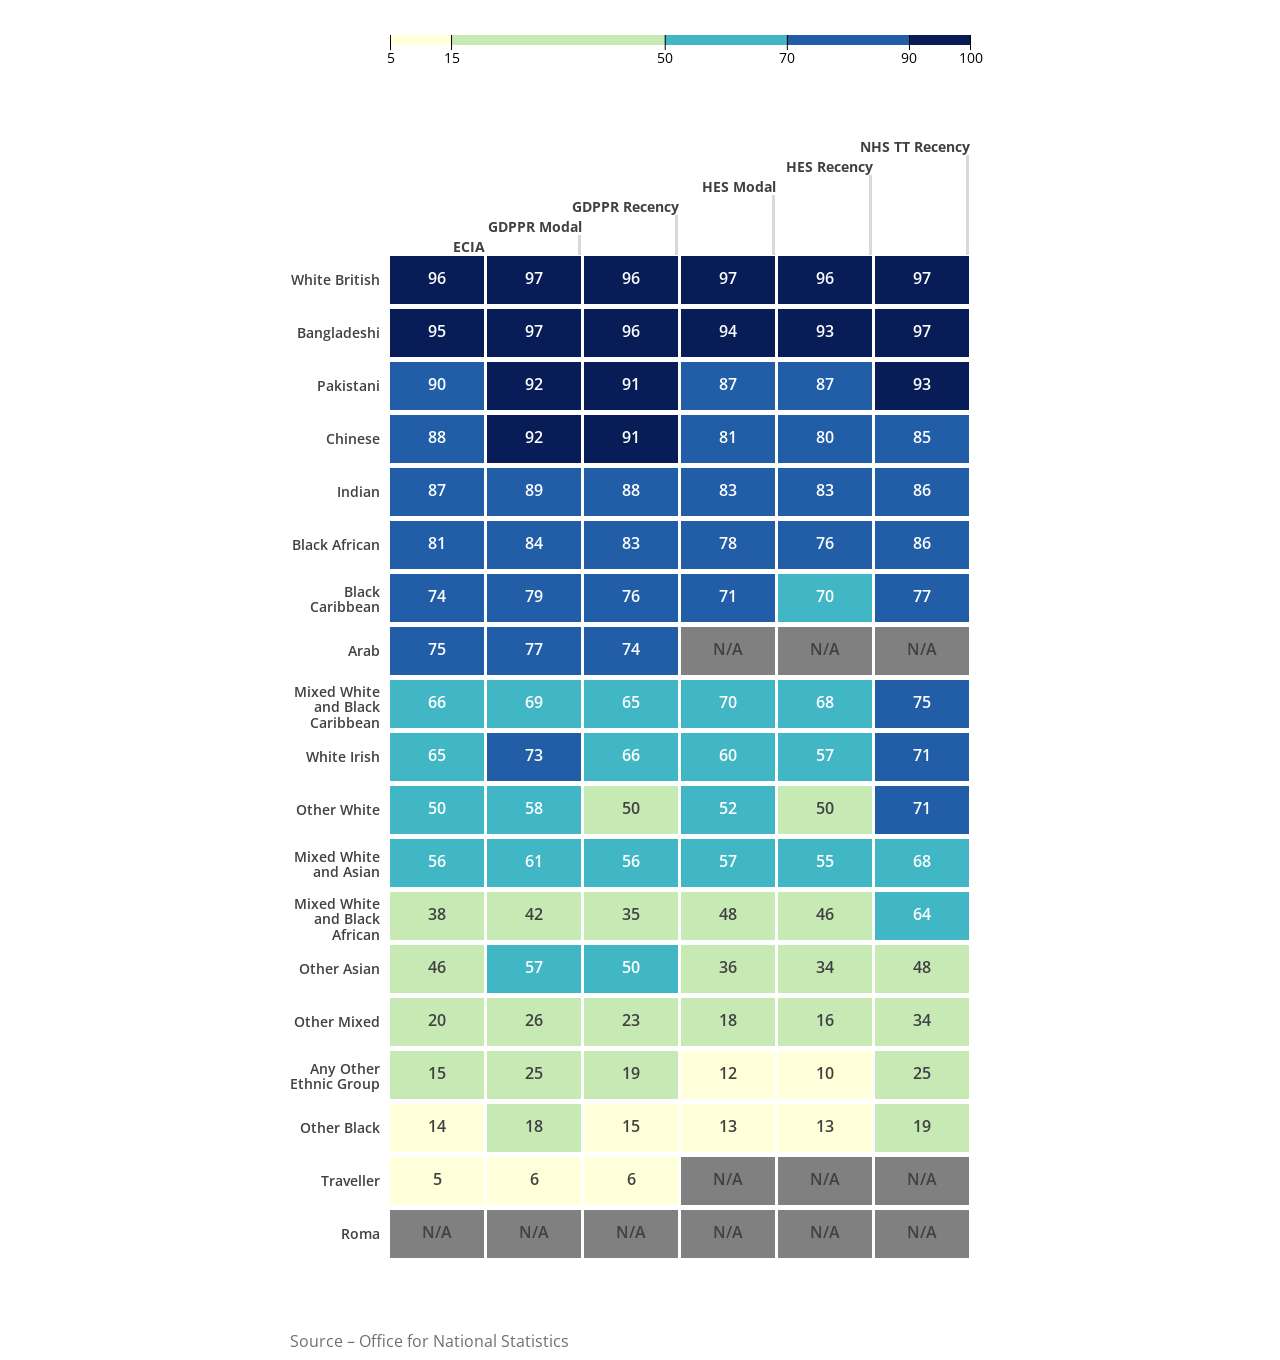 5 15 50 70 90 100
NHS TT Recency
HES Recency
HES Modal
GDPPR Recency
GDPPR Modal
ECIA
White British 96 97 96 97 96 97
Bangladeshi 95 97 96 94 93 97
Pakistani 90 92 91 87 87 93
Chinese 88 92 91 81 80 85
Indian 87 89 88 83 83 86
Black African 81 84 83 78 76 86
Black
Caribbean
74 79 76 71 70 77
Arab 75 77 74 N/A N/A N/A
Mixed White
and Black
Caribbean
66 69 65 70 68 75
White Irish 65 73 66 60 57 71
Other White 50 58 50 52 50 71
Mixed White
and Asian
56 61 56 57 55 68
Mixed White
and Black
African
38 42 35 48 46 64
Other Asian 46 57 50 36 34 48
Other Mixed 20 26 23 18 16 34
Any Other
Ethnic Group
15 25 19 12 10 25
Other Black 14 18 15 13 13 19
Traveller 5 6 6 N/A N/A N/A
Roma N/A N/A N/A N/A N/A N/A
Source – Office for National Statistics